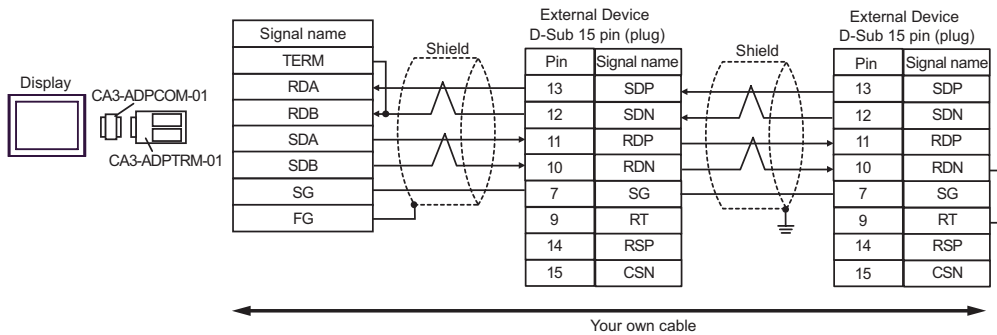 Display
CA3-ADPCOM-01
CA3-ADPTRM-01
Signal name
TERM
RDA
RDB
SDA
SDB
SG
FG
Shield
External Device
D-Sub 15 pin (plug)
Pin Signal name
13 SDP
12 SDN
11 RDP
10 RDN
7 SG
9 RT
14 RSP
15 CSN
Shield
External Device
D-Sub 15 pin (plug)
Pin Signal name
13 SDP
12 SDN
11 RDP
10 RDN
7 SG
9 RT
14 RSP
15 CSN
Your own cable